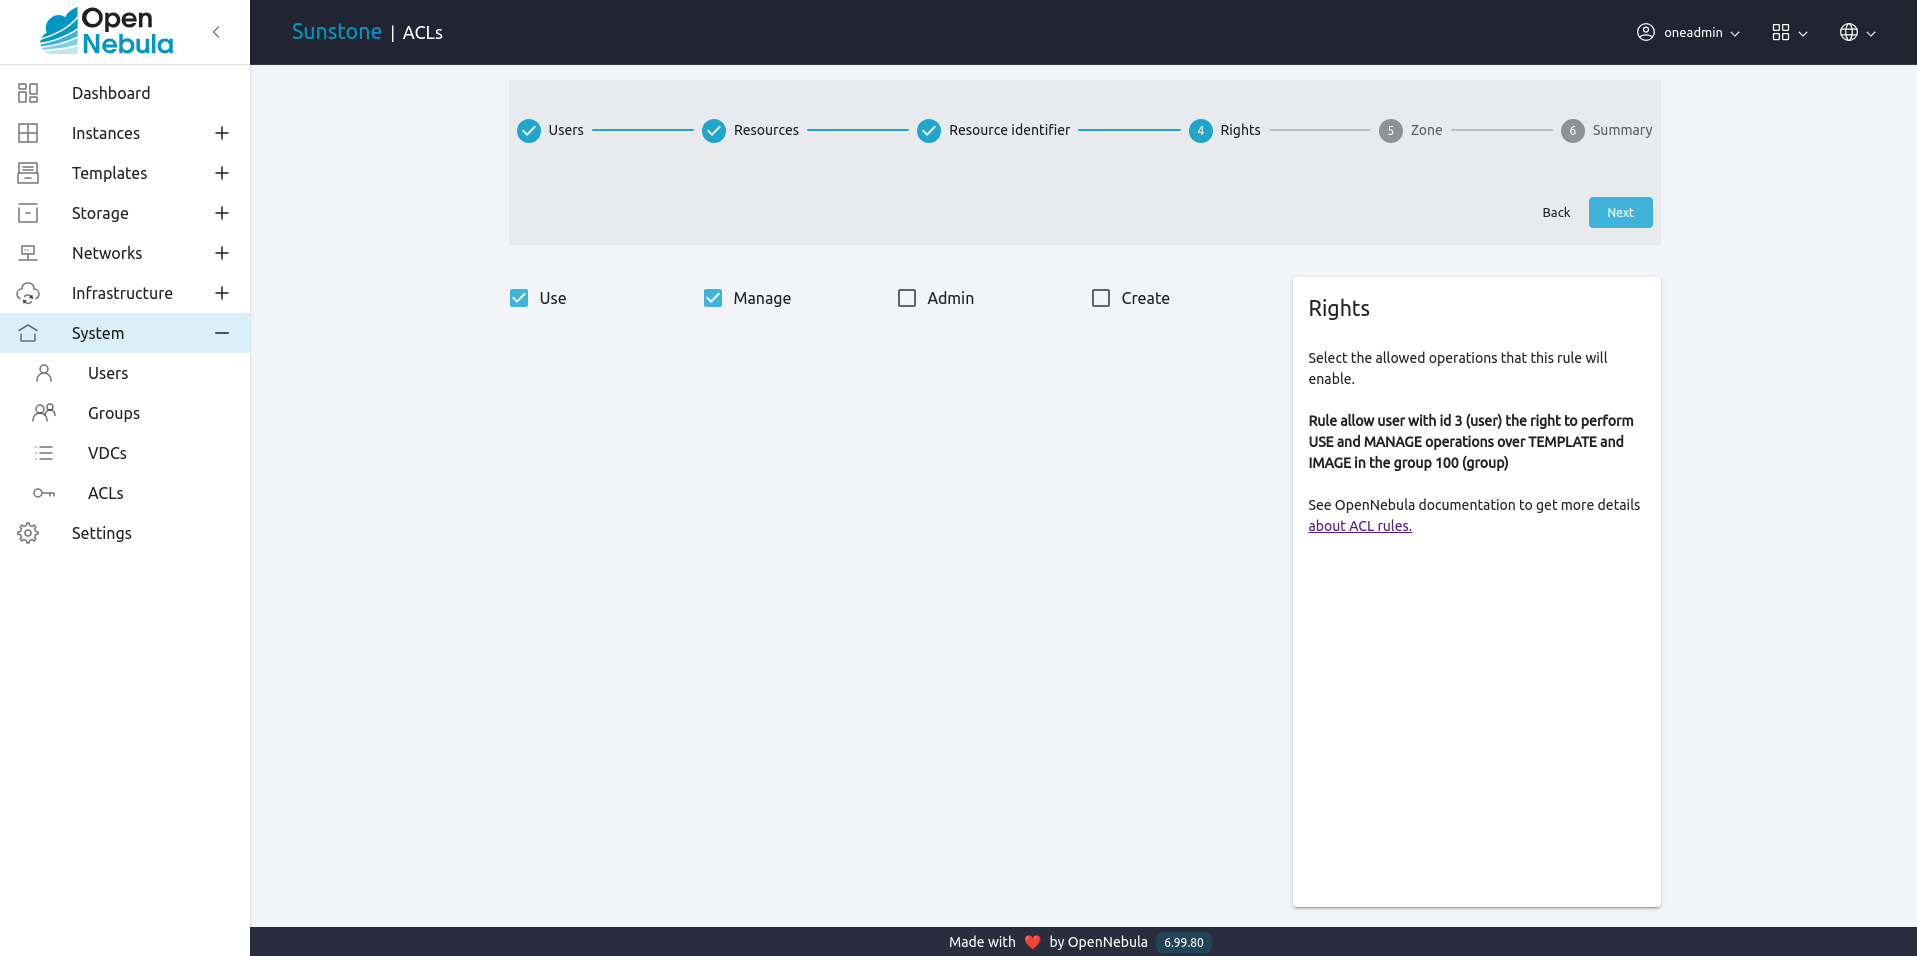 Open
Nebula
Sunstone | ACLs
oneadmin
Dashboard
Instances
Templates
Storage
Networks
Infrastructure
System
Users
Groups
VDCs
ACLs
Settings
Users
Resources
Resource identifier
4 Rights
5 Zone
6 Summary
Back
Next
Use
Manage
Admin
Create
Rights
Select the allowed operations that this rule will
enable.
Rule allow user with id 3 (user) the right to perform
USE and MANAGE operations over TEMPLATE and
IMAGE in the group 100 (group)
See OpenNebula documentation to get more details
about ACL rules.
Made with ❤️ by OpenNebula 6.99.80